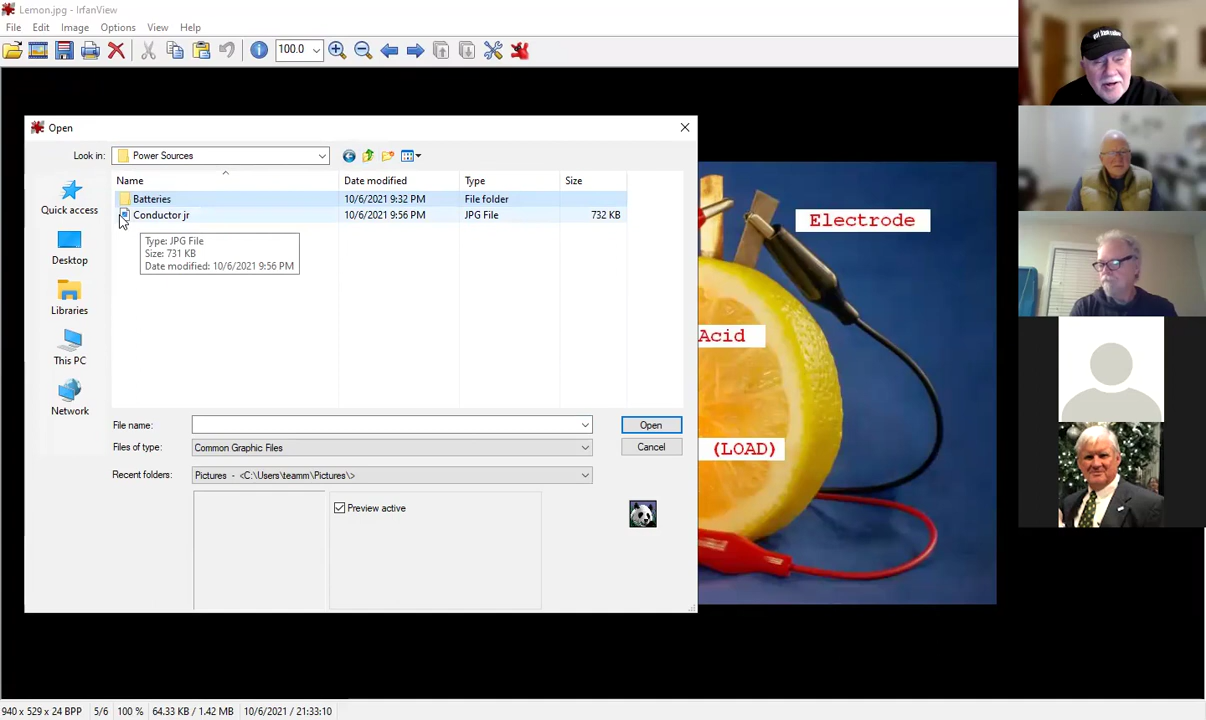 Lemon.jpg - IrfanView
File Edit Image Options View Help
100.0
Open
Look in: Power Sources
Name Date modified Type Size
Batteries 10/6/2021 9:32 PM File folder
Conductor jr 10/6/2021 9:56 PM JPG File 732 KB
Type: JPG File
Size: 731 KB
Date modified: 10/6/2021 9:56 PM
Quick access
Desktop
Libraries
This PC
Network
File name:
Open
Files of type: Common Graphic Files
Cancel
Recent folders: Pictures - <C:\Users\teamm\Pictures\>
Preview active
Electrode
Acid
(LOAD)
940 x 529 x 24 BPP 5/6 100 % 64.33 KB / 1.42 MB 10/6/2021 / 21:33:10